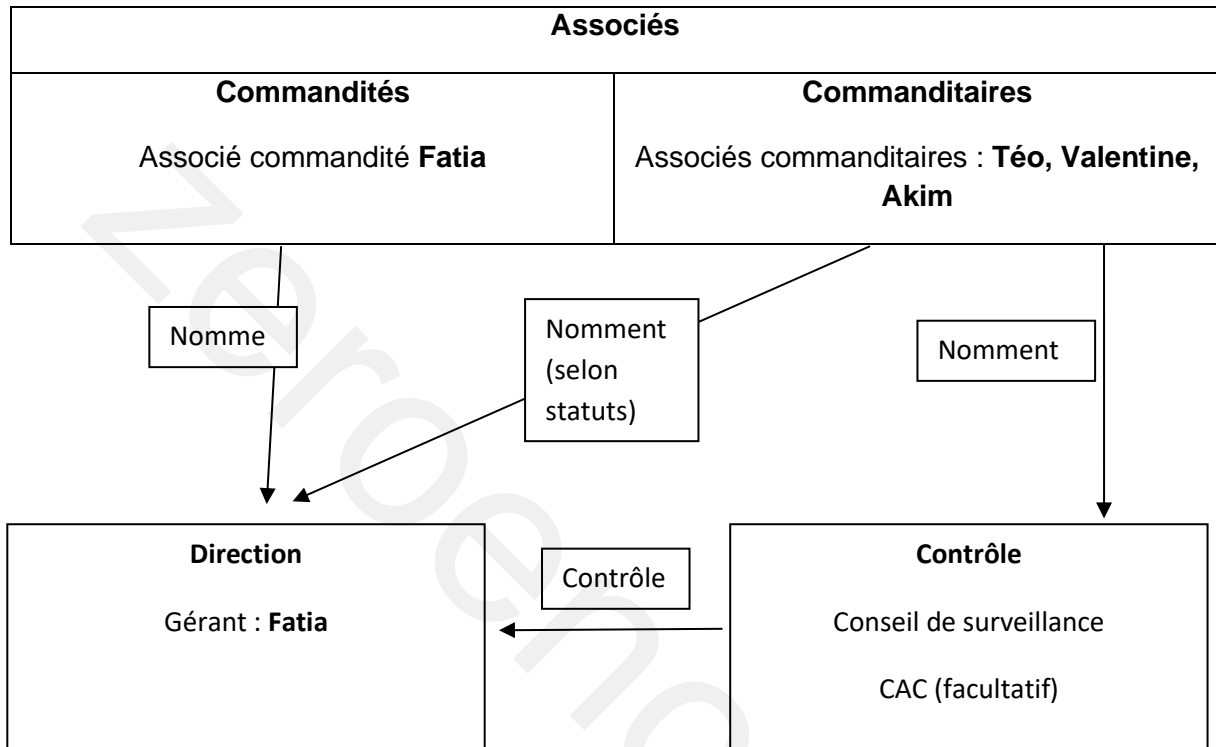 Associés
Commandités
Associé commandité Fatia
Commanditaires
Associés commanditaires : Téo, Valentine,
Akim
Nomme
Nomment
(selon
statuts)
Nomment
Direction
Gérant : Fatia
Contrôle
Contrôle
Conseil de surveillance
CAC (facultatif)
zeroen